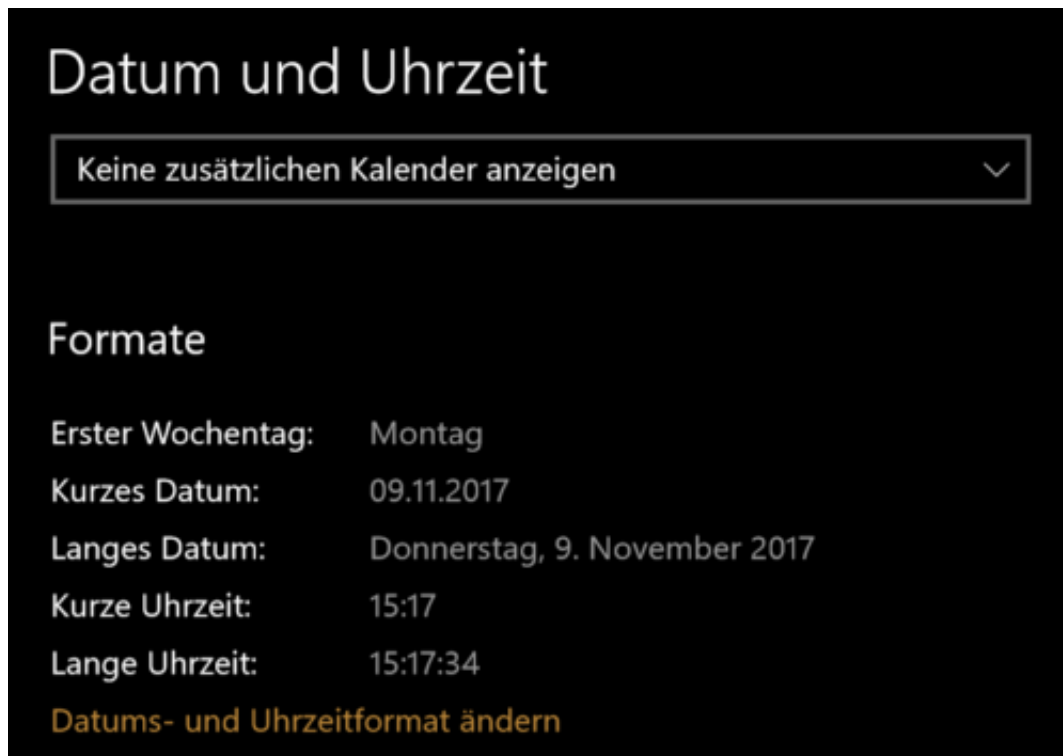 Datum und Uhrzeit
Keine zusätzlichen Kalender anzeigen
Formate
Erster Wochentag: Montag
Kurzes Datum: 09.11.2017
Langes Datum: Donnerstag, 9. November 2017
Kurze Uhrzeit: 15:17
Lange Uhrzeit: 15:17:34
Datums- und Uhrzeitformat ändern